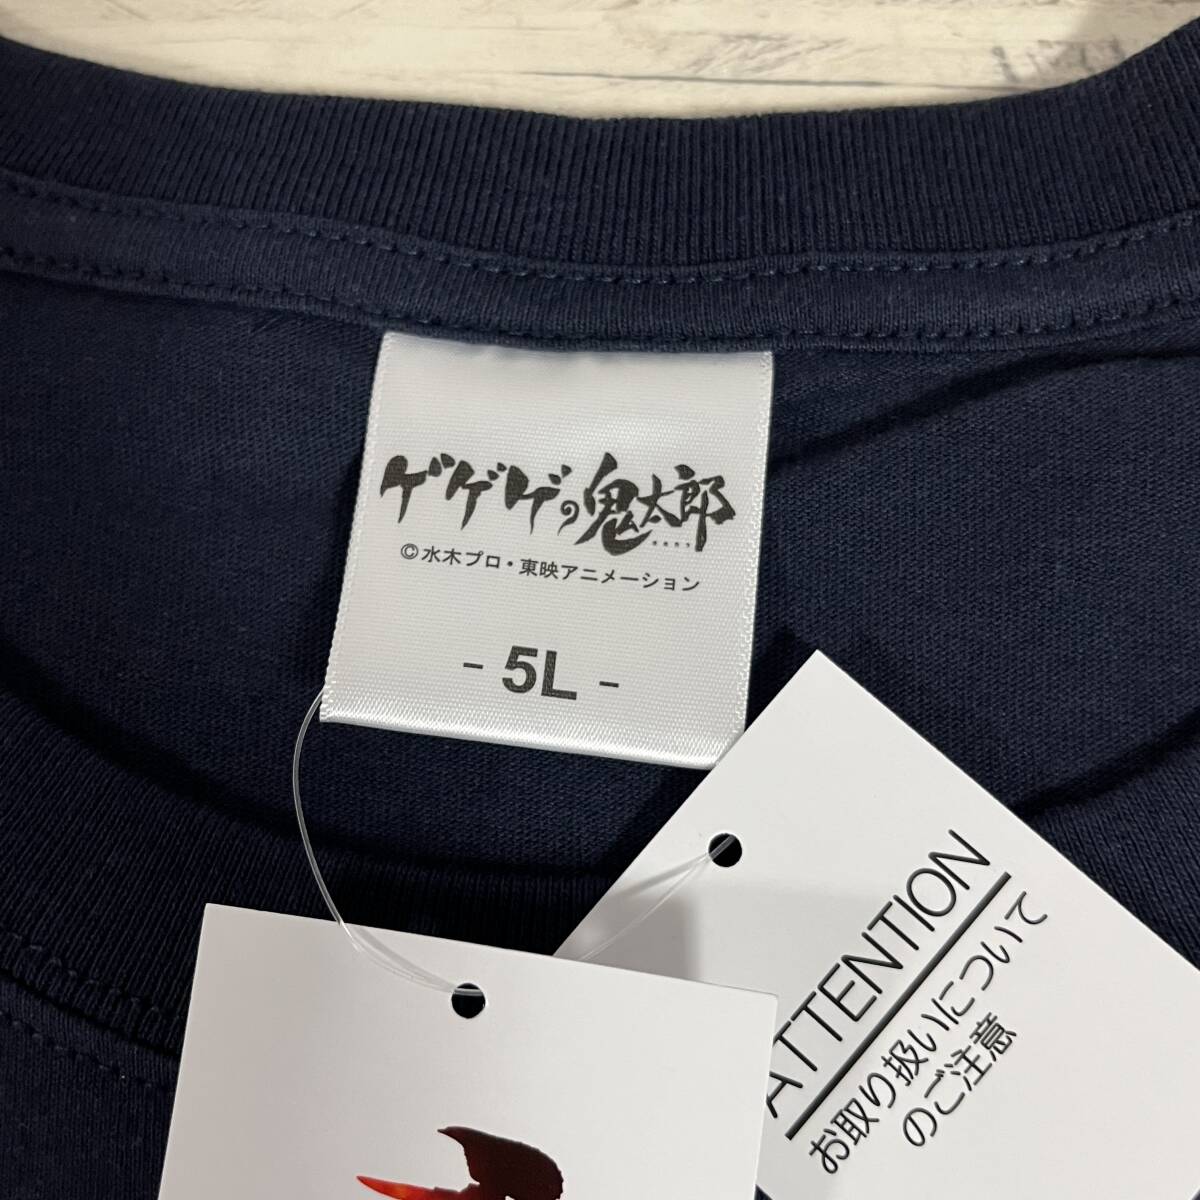 ゲゲゲの鬼太郎
©水木プロ・東映アニメーション
- 5L -
ATTENTION
お取り扱いについて
のご注意